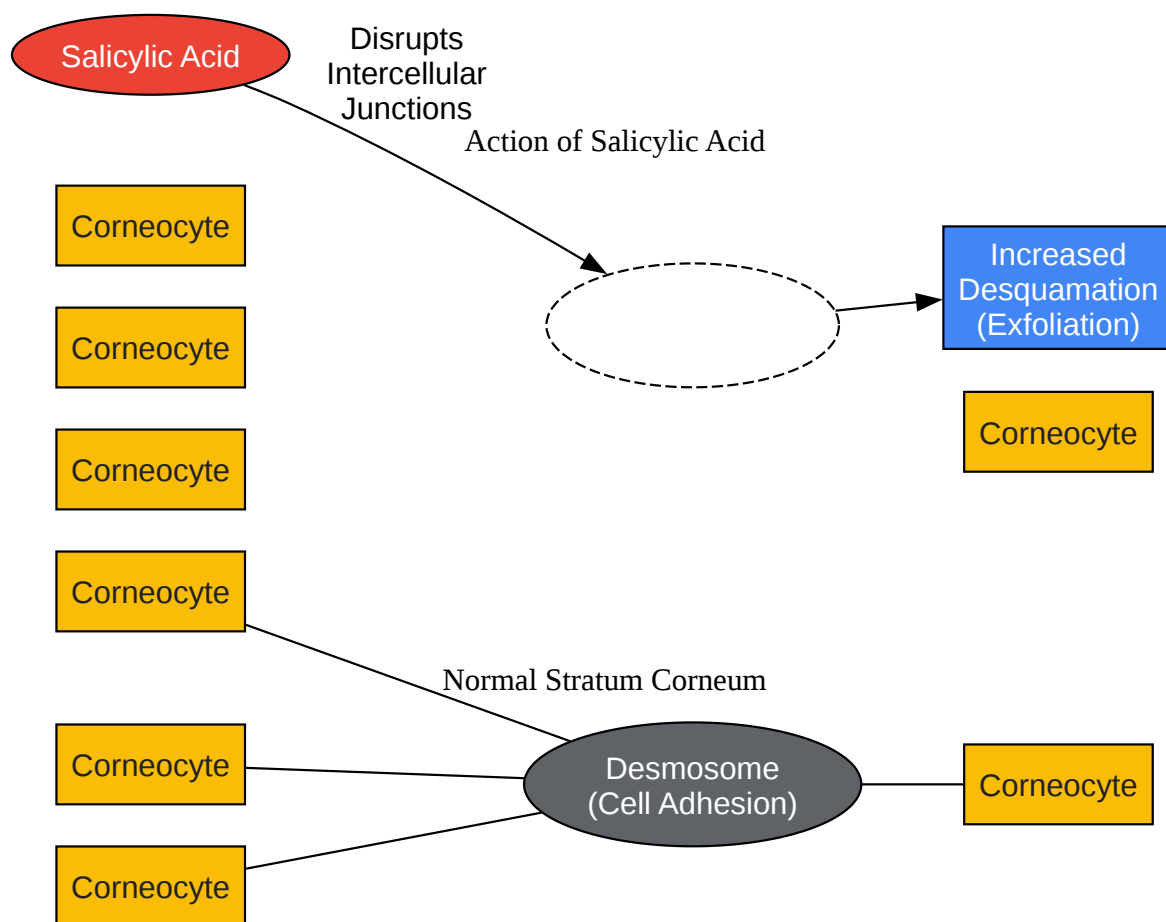 Salicylic Acid
Disrupts
Intercellular
Junctions
Action of Salicylic Acid
Corneocyte
Increased
Desquamation
(Exfoliation)
Corneocyte
Corneocyte
Corneocyte
Corneocyte
Normal Stratum Corneum
Corneocyte
Desmosome
(Cell Adhesion)
Corneocyte
Corneocyte